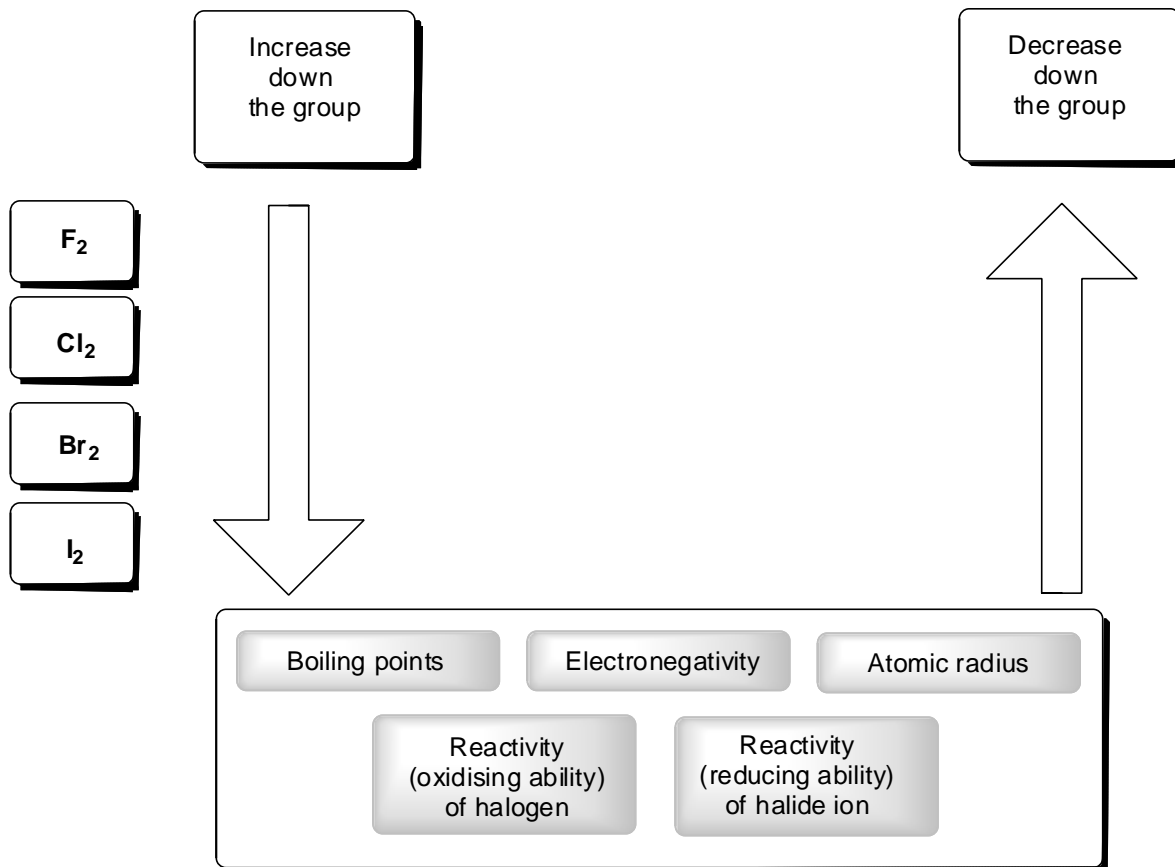 Increase
down
the group
Decrease
down
the group
F₂
Cl₂
Br₂
I₂
Boiling points
Electronegativity
Atomic radius
Reactivity
(oxidising ability)
of halogen
Reactivity
(reducing ability)
of halide ion